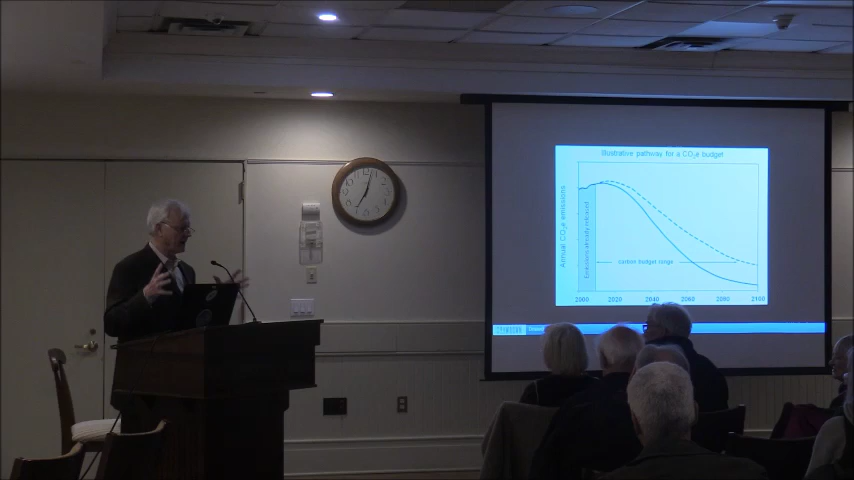 Illustrative pathway for a CO2e budget
Annual CO2e emissions
Emissions already released
carbon budget range
2000 2020 2040 2060 2080 2100
TYNDALL